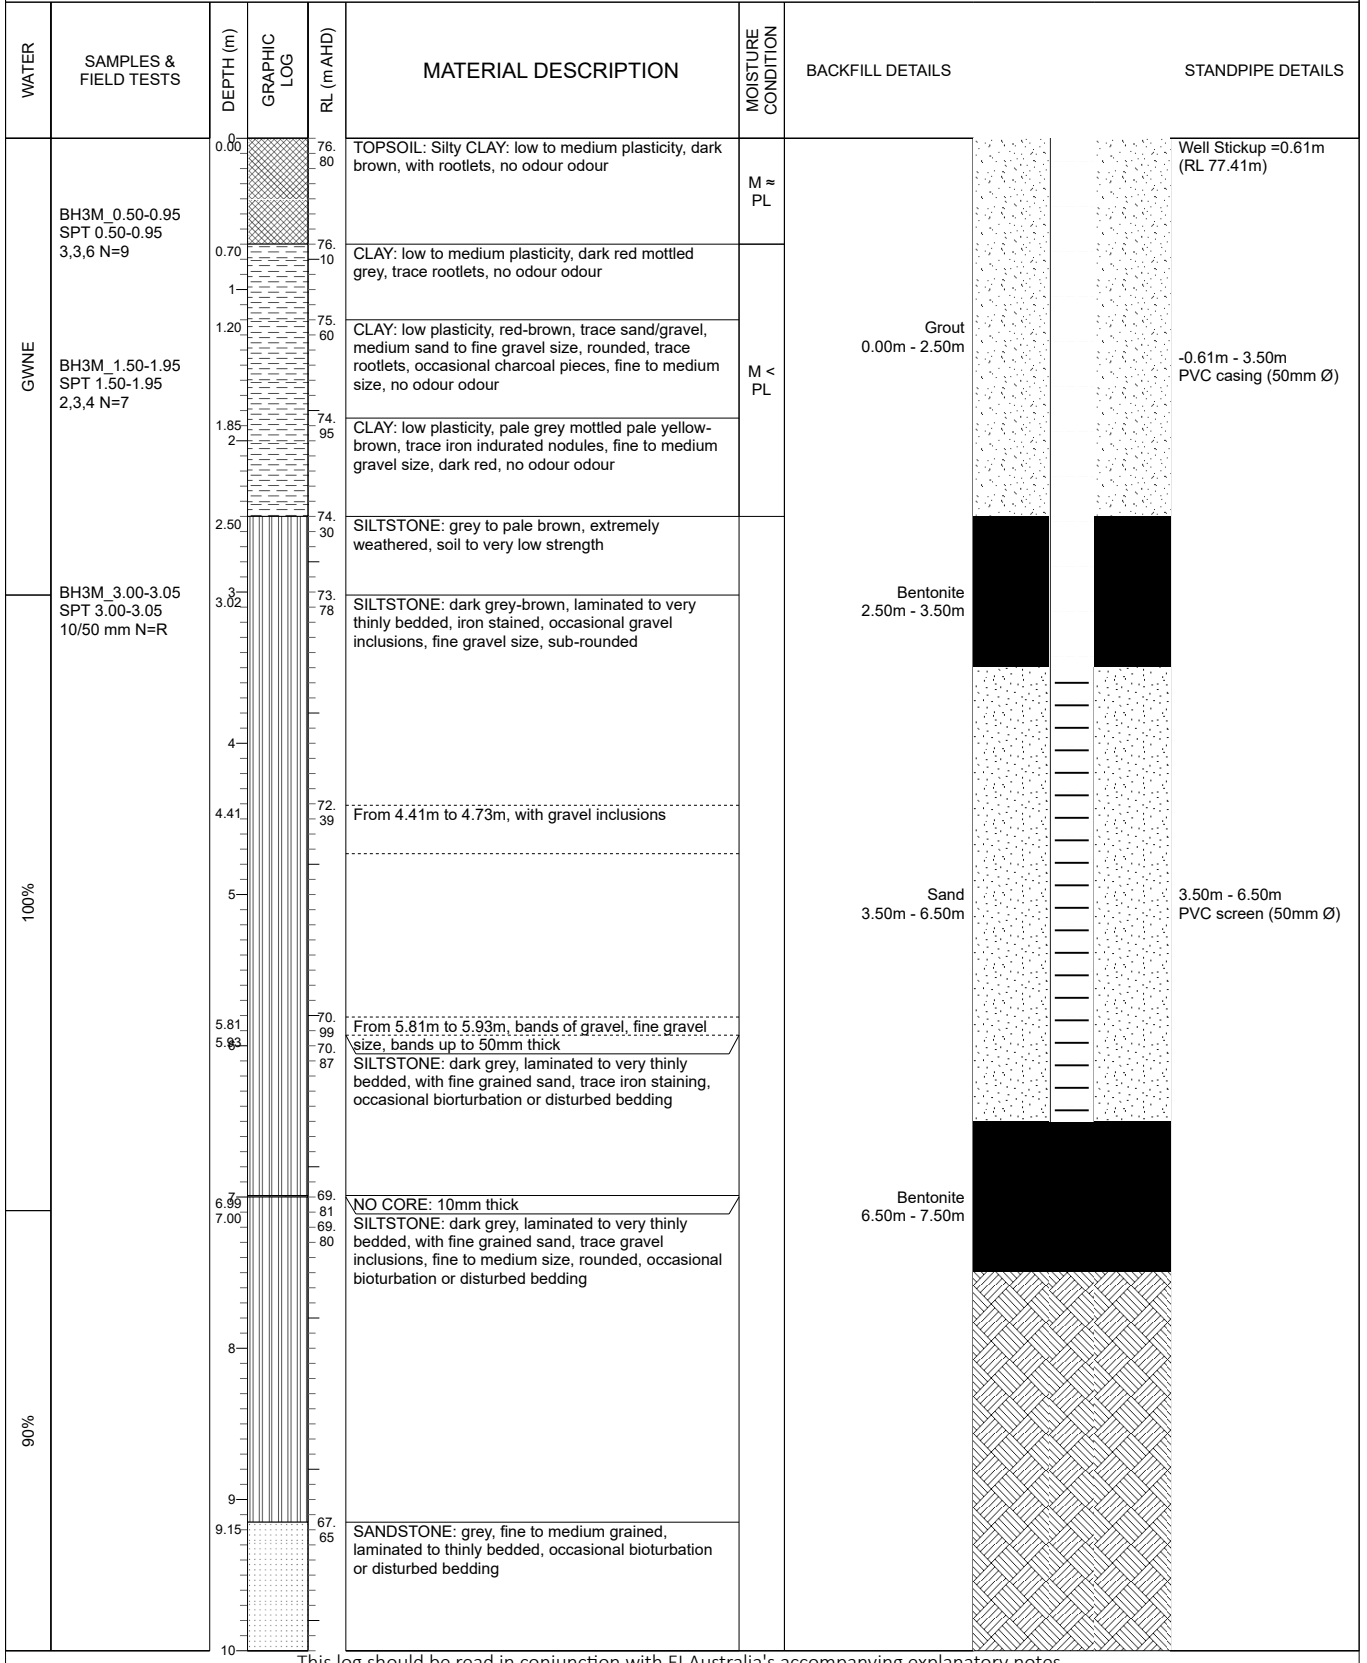 WATER
SAMPLES &
FIELD TESTS
DEPTH (m)
GRAPHIC
LOG
RL (m AHD)
MATERIAL DESCRIPTION
MOISTURE
CONDITION
BACKFILL DETAILS
STANDPIPE DETAILS
GWNE
100%
90%
BH3M_0.50-0.95
SPT 0.50-0.95
3,3,6 N=9
BH3M_1.50-1.95
SPT 1.50-1.95
2,3,4 N=7
BH3M_3.00-3.05
SPT 3.00-3.05
10/50 mm N=R
0
0.00
0.70
1
1.20
1.85
2
2.50
3
3.02
4
4.41
5
5.81
5.93
6
7
6.99
7.00
8
9
9.15
10
76.
80
76.
10
75.
60
74.
95
74.
30
73.
78
72.
39
70.
99
70.
87
69.
81
69.
80
67.
65
TOPSOIL: Silty CLAY: low to medium plasticity, dark
brown, with rootlets, no odour odour
CLAY: low to medium plasticity, dark red mottled
grey, trace rootlets, no odour odour
CLAY: low plasticity, red-brown, trace sand/gravel,
medium sand to fine gravel size, rounded, trace
rootlets, occasional charcoal pieces, fine to medium
size, no odour odour
CLAY: low plasticity, pale grey mottled pale yellow-
brown, trace iron indurated nodules, fine to medium
gravel size, dark red, no odour odour
SILTSTONE: grey to pale brown, extremely
weathered, soil to very low strength
SILTSTONE: dark grey-brown, laminated to very
thinly bedded, iron stained, occasional gravel
inclusions, fine gravel size, sub-rounded
From 4.41m to 4.73m, with gravel inclusions
From 5.81m to 5.93m, bands of gravel, fine gravel
size, bands up to 50mm thick
SILTSTONE: dark grey, laminated to very thinly
bedded, with fine grained sand, trace iron staining,
occasional biorturbation or disturbed bedding
NO CORE: 10mm thick
SILTSTONE: dark grey, laminated to very thinly
bedded, with fine grained sand, trace gravel
inclusions, fine to medium size, rounded, occasional
bioturbation or disturbed bedding
SANDSTONE: grey, fine to medium grained,
laminated to thinly bedded, occasional bioturbation
or disturbed bedding
M ≈
PL
M <
PL
Grout
0.00m - 2.50m
Bentonite
2.50m - 3.50m
Sand
3.50m - 6.50m
Bentonite
6.50m - 7.50m
Well Stickup =0.61m
(RL 77.41m)
-0.61m - 3.50m
PVC casing (50mm Ø)
3.50m - 6.50m
PVC screen (50mm Ø)
This log should be read in conjunction with EI Australia's accompanying explanatory notes